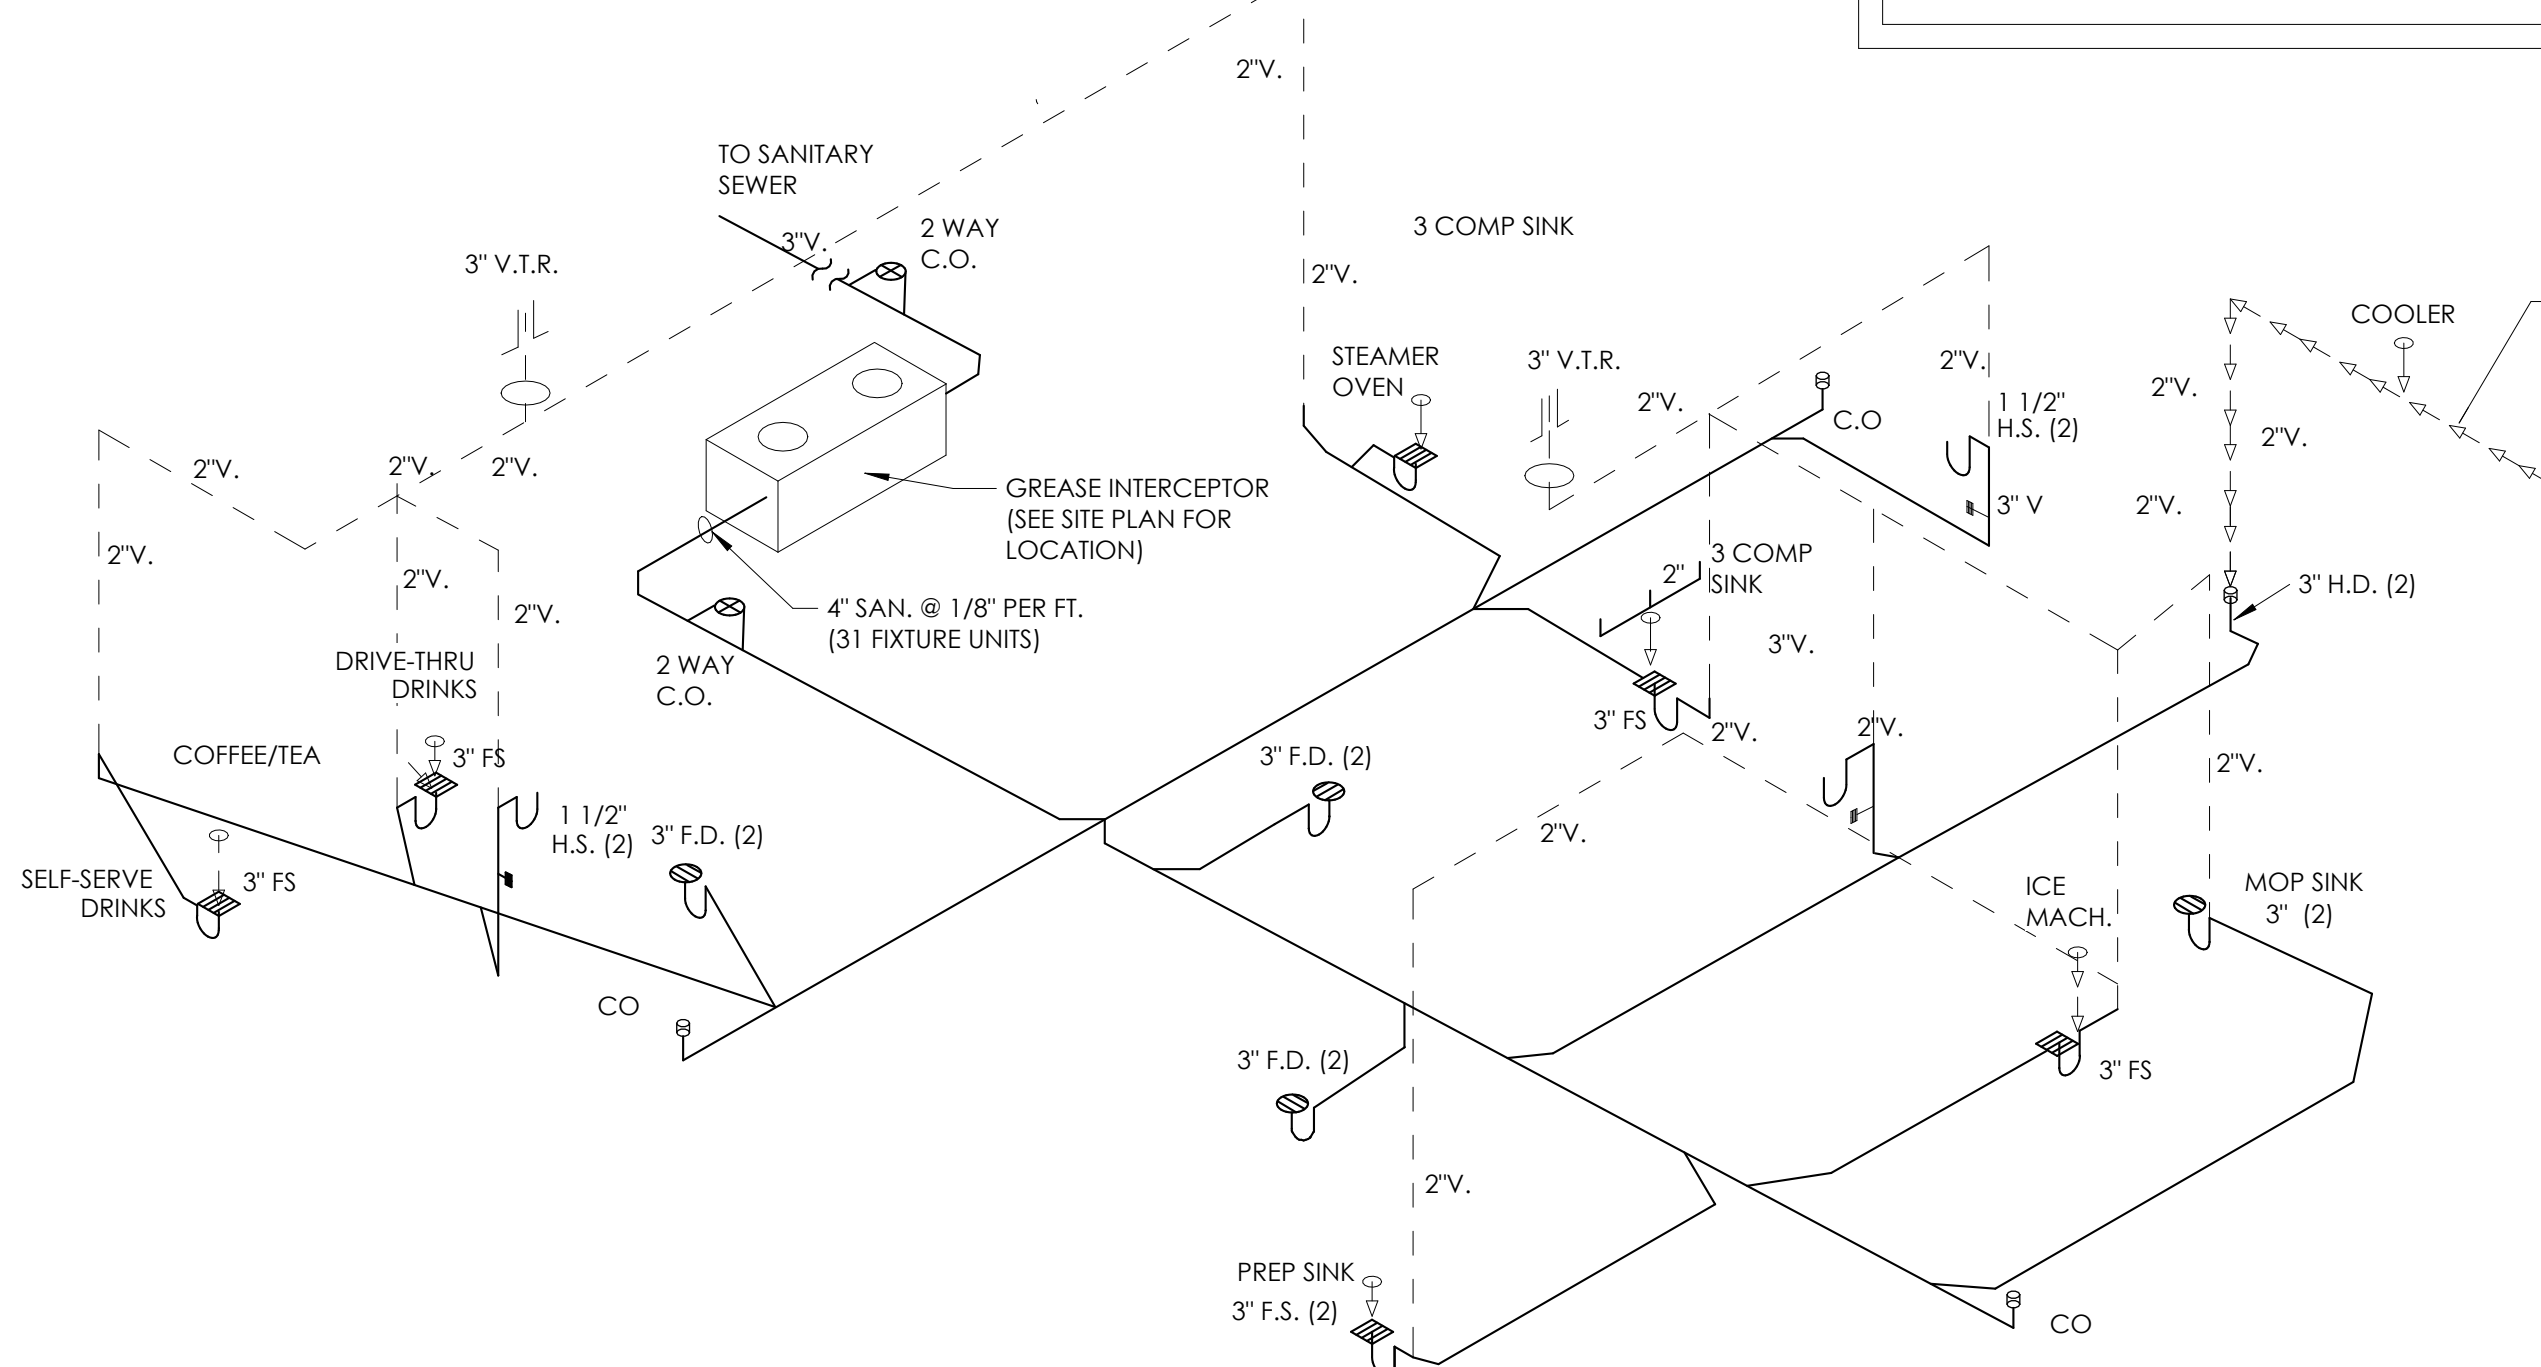 2"V.
TO SANITARY
SEWER
3"V.
2 WAY
C.O.
3 COMP SINK
3" V.T.R.
2"V.
COOLER
STEAMER
OVEN
3" V.T.R.
2"V.
2"V.
2"V.
1 1/2"
H.S. (2)
C.O
2"V.
2"V.
2"V.
2"V.
GREASE INTERCEPTOR
(SEE SITE PLAN FOR
LOCATION)
3" V
2"V.
2"V.
2"V.
2"
3 COMP
SINK
3" H.D. (2)
2"V.
4" SAN. @ 1/8" PER FT.
(31 FIXTURE UNITS)
3"V.
DRIVE-THRU
DRINKS
2 WAY
C.O.
3" FS
2"V.
2"V.
COFFEE/TEA
3" FS
3" F.D. (2)
2"V.
1 1/2"
H.S. (2)
3" F.D. (2)
2"V.
SELF-SERVE
DRINKS
3" FS
ICE
MACH.
MOP SINK
3" (2)
CO
3" F.D. (2)
3" FS
2"V.
PREP SINK
3" F.S. (2)
CO